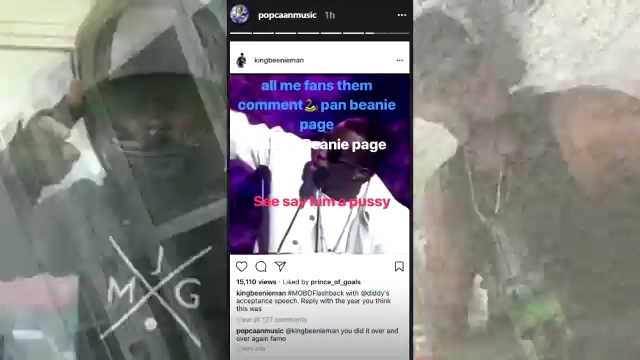 popcaanmusic 1h
kingbeenieman
all me fans them
comment🐍 pan beanie
page
beanie page
See say him a pussy
15,110 views · Liked by prince_of_goals
kingbeenieman #MOBOFlashback with @diddy's
acceptance speech. Reply with the year you think
this was
View all 127 comments
popcaanmusic @kingbeenieman you did it over and
over again famo
J
M G